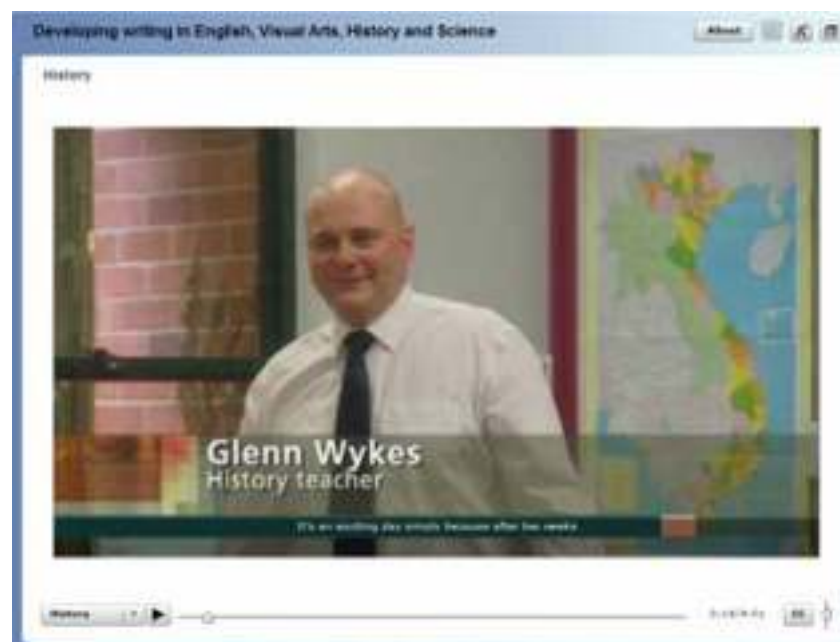 Developing writing in English, Visual Arts, History and Science
About
History
Glenn Wykes
History teacher
It's an exciting day simply because after two weeks
History